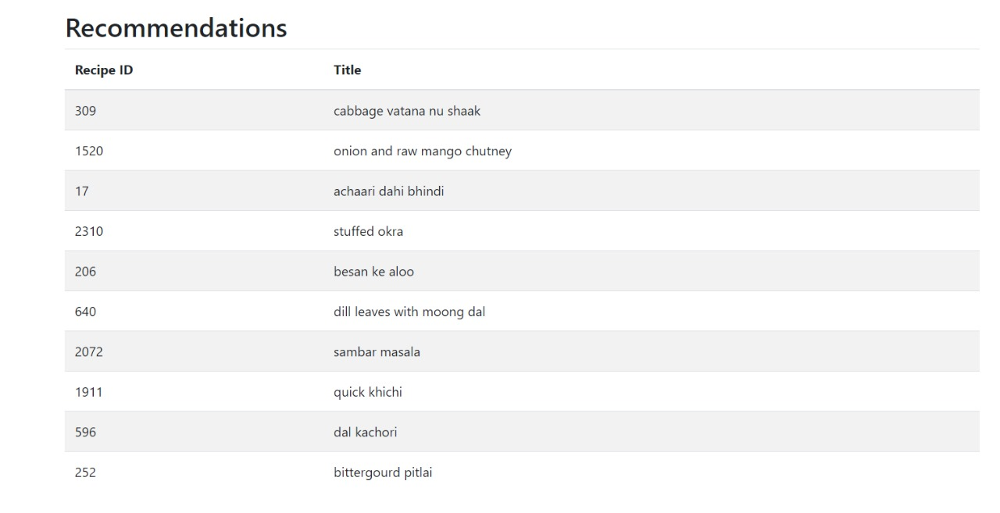 Recommendations
Recipe ID Title
309 cabbage vatana nu shaak
1520 onion and raw mango chutney
17 achaari dahi bhindi
2310 stuffed okra
206 besan ke aloo
640 dill leaves with moong dal
2072 sambar masala
1911 quick khichi
596 dal kachori
252 bittergourd pitlai